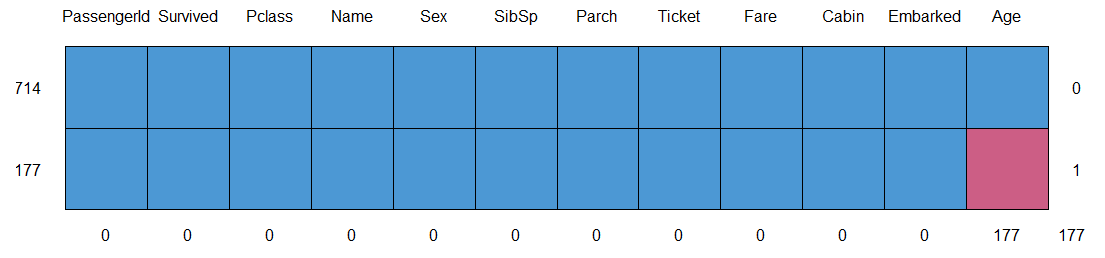 PassengerId Survived Pclass Name Sex SibSp Parch Ticket Fare Cabin Embarked Age
714 0
177 1
0 0 0 0 0 0 0 0 0 0 0 177 177